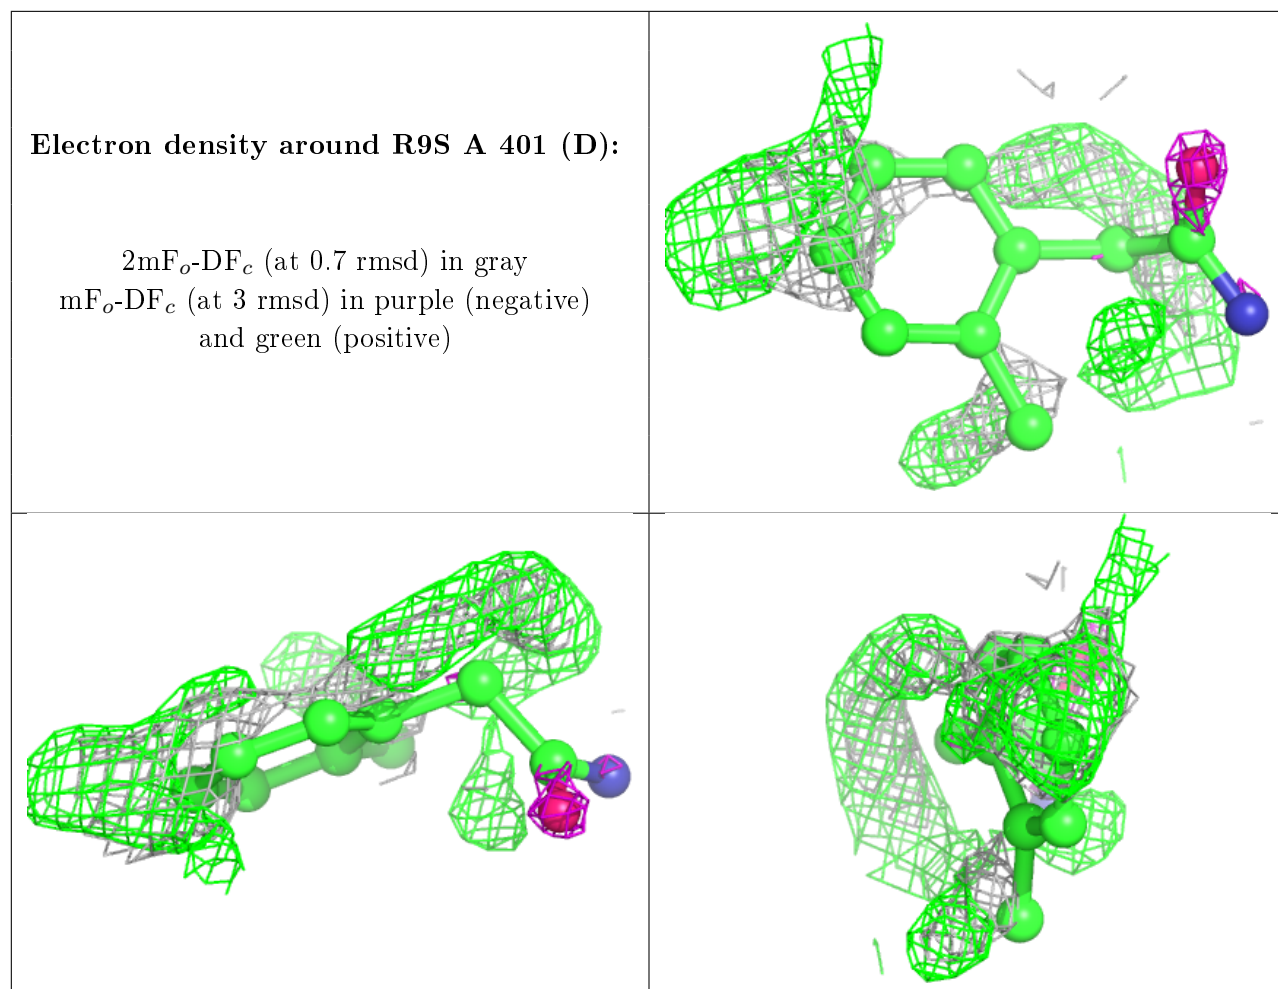 Electron density around R9S A 401 (D):
2mFo-DFc (at 0.7 rmsd) in gray
mFo-DFc (at 3 rmsd) in purple (negative)
and green (positive)